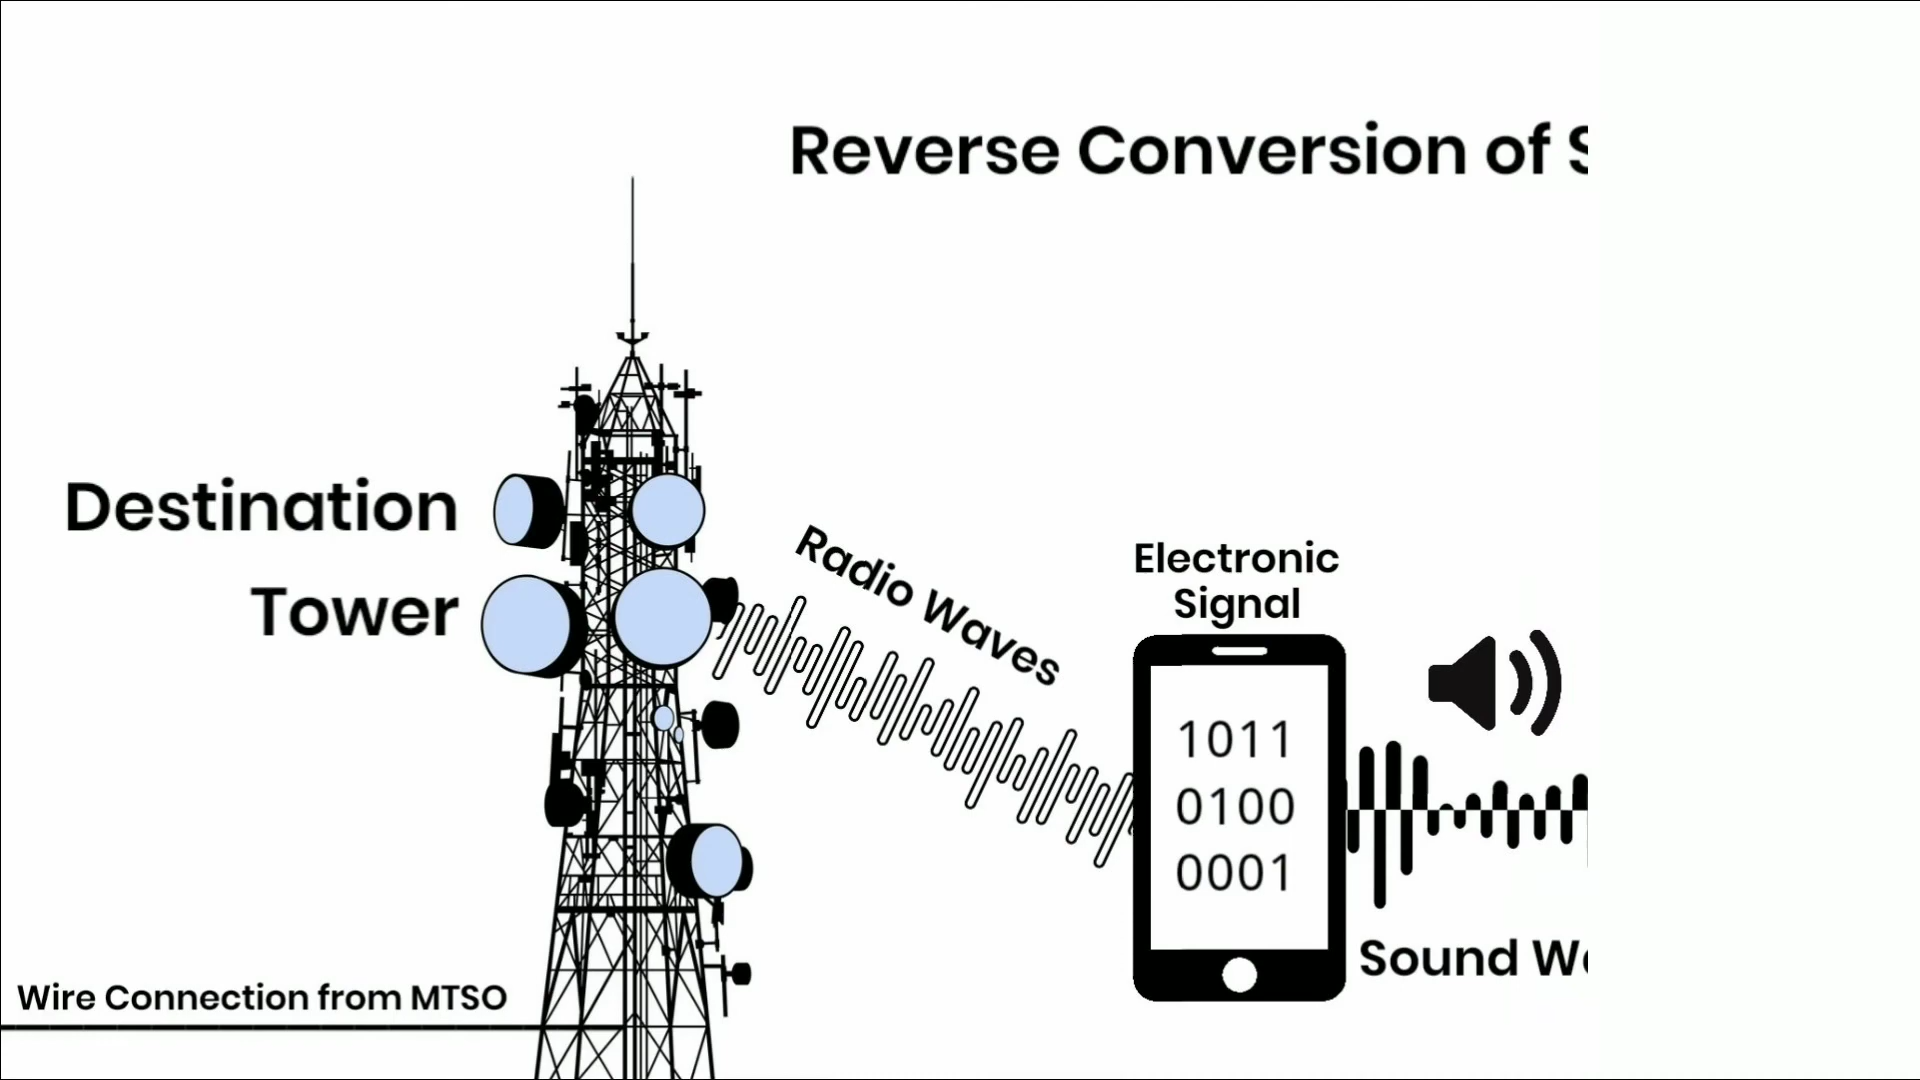 Reverse Conversion of S
Destination
Tower
Radio Waves
Electronic
Signal
1011
0100
0001
Sound W
Wire Connection from MTSO